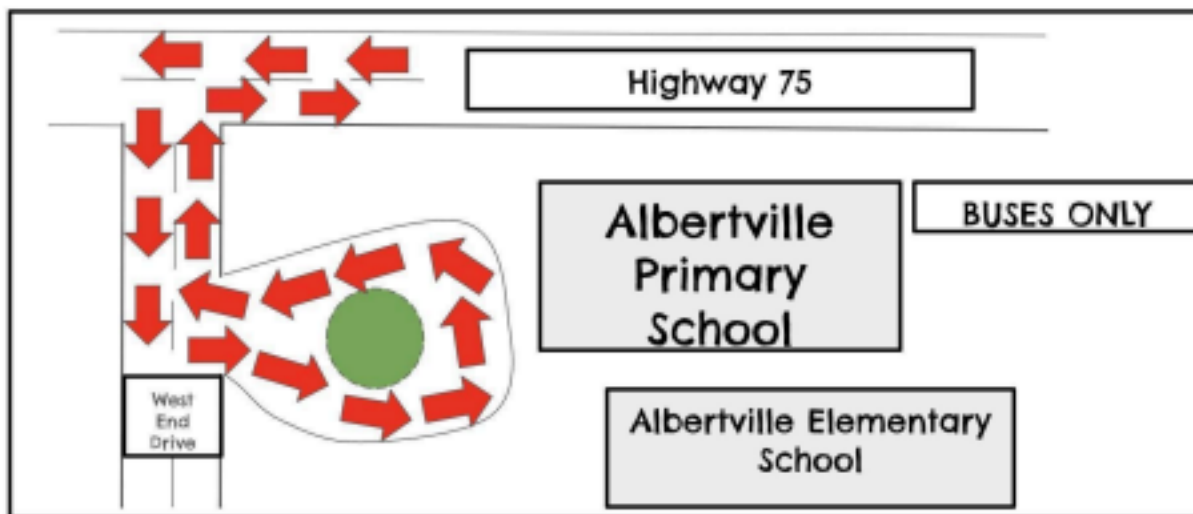 Highway 75
Albertville
Primary
School
BUSES ONLY
West
End
Drive
Albertville Elementary
School